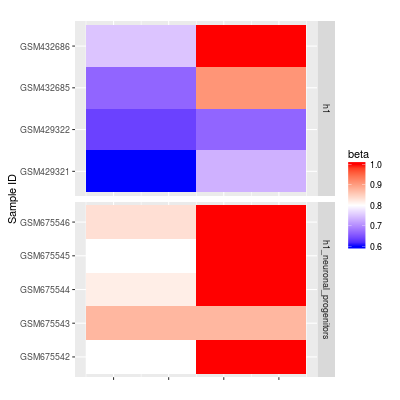 GSM432686
GSM432685
GSM429322
GSM429321
h1
GSM675546
GSM675545
GSM675544
GSM675543
GSM675542
h1_neuronal_progenitors
Sample ID
beta
1.0
0.9
0.8
0.7
0.6